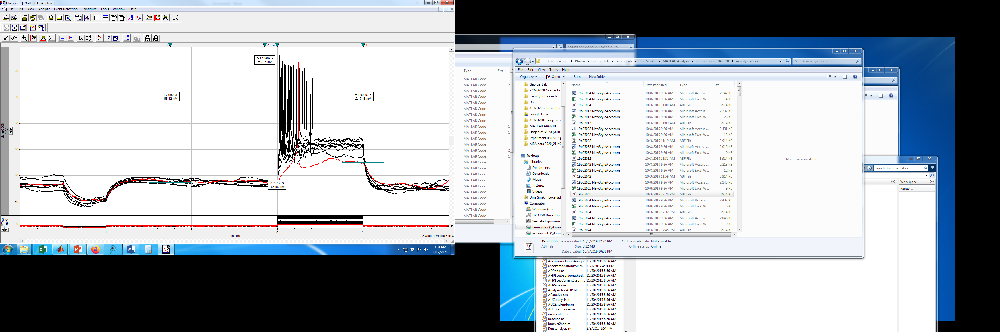 Clampfit - [19o03083 - Analysis]
File Edit View Analyze Event Detection Configure Tools Window Help
1 2 3 4
Δ1.10484 s
Δ0.15 mV
1.74851 s
-65.12 mV
Δ1.00397 s
Δ17.18 mV
2.99736 s
-66.96 mV
20
0
-20
-40
-60
-80
Iclamp700B
(mV)
(pA)
0
1 2 3 4
Time (s)
Sweep:1 Visible:8 of 8
7:04 PM
1/12/2021
Search ephysanalysis code5.23.15
Type Size
MATLAB Code
MATLAB Code 2
MATLAB Code
MATLAB Code
MATLAB Code
MATLAB Code 1
MATLAB Code
MATLAB Code
MATLAB Code 1
MATLAB Code 1
MATLAB Code
MATLAB Code
MATLAB Code 2
MATLAB Code 1
MATLAB Code
MATLAB Code
MATLAB Code
MATLAB Code
MATLAB Code
MATLAB Code 1
MATLAB Code
MATLAB Code
MATLAB Code
MATLAB Code
« Basic_Sciences Pharm George_Lab GeorgeLab Dina Simkin MATLAB Analysis comparison q204 q201 newstyle accom
Search newstyle accom
File Edit View Tools Help
Organize Open Burn New folder
George_Lab
KCNQ2 NM variant s
Faculty Job search
DSi
KCNQ2 manuscript c
Google Drive
KCNQ2001 isogenics
MATLAB Analysis
Isogenics KCNQ2001_
Experiment 080720 Q
MEA data 2020_21 KC
Desktop
Libraries
Documents
Downloads
Music
Pictures
Videos
Dina Simkin Local ad
Computer
Windows (C:)
DVD RW Drive (D:)
Seagate Expansion
fsmresfiles (\\fsmre
kiskinis_lab (\\fsmr
Name Date modified Type Size
19o03004 NewStyleAccomm 10/8/2019 9:26 AM Microsoft Access ... 2,347 KB
19o03004 NewStyleAccomm 10/8/2019 9:26 AM Microsoft Excel W... 14 KB
19o03004 10/3/2019 11:00 AM ABF File 3,914 KB
19o03013 NewStyleAccomm 10/8/2019 9:26 AM Microsoft Access ... 2,332 KB
19o03013 NewStyleAccomm 10/8/2019 9:26 AM Microsoft Excel W... 23 KB
19o03013 10/3/2019 11:09 AM ABF File 3,914 KB
19o03022 NewStyleAccomm 10/8/2019 9:26 AM Microsoft Access ... 2,431 KB
19o03022 NewStyleAccomm 10/8/2019 9:26 AM Microsoft Excel W... 13 KB
19o03022 10/3/2019 11:19 AM ABF File 3,914 KB
19o03032 NewStyleAccomm 10/8/2019 9:26 AM Microsoft Access ... 2,016 KB
19o03032 NewStyleAccomm 10/8/2019 9:26 AM Microsoft Excel W... 9 KB
19o03032 10/3/2019 11:31 AM ABF File 3,914 KB
19o03042 NewStyleAccomm 10/8/2019 9:26 AM Microsoft Access ... 2,218 KB
19o03042 NewStyleAccomm 10/8/2019 9:26 AM Microsoft Excel W... 12 KB
19o03042 10/3/2019 11:59 AM ABF File 3,914 KB
19o03055 NewStyleAccomm 10/8/2019 9:26 AM Microsoft Access ... 2,148 KB
19o03055 NewStyleAccomm 10/8/2019 9:26 AM Microsoft Excel W... 9 KB
19o03055 10/3/2019 12:20 PM ABF File 3,914 KB
19o03064 NewStyleAccomm 10/8/2019 9:26 AM Microsoft Access ... 2,437 KB
19o03064 NewStyleAccomm 10/8/2019 9:26 AM Microsoft Excel W... 16 KB
19o03064 10/3/2019 12:32 PM ABF File 3,914 KB
19o03074 NewStyleAccomm 10/8/2019 9:26 AM Microsoft Access ... 2,045 KB
19o03074 NewStyleAccomm 10/8/2019 9:26 AM Microsoft Excel W... 9 KB
19o03074 10/3/2019 12:45 PM ABF File 3,914 KB
No preview available.
19o03055 Date modified: 10/3/2019 12:20 PM Offline availability: Not available
ABF File Size: 3.82 MB Offline status: Online
Date created: 10/7/2019 10:51 PM
Search Documentation
Workspace
Name
AccommodationAnalys... 11/30/2015 8:56 AM
accommodationPSP.m 11/1/2017 4:04 PM
ADPend.m 11/30/2015 8:56 AM
AHP1sec5spikemethod.... 11/30/2015 8:56 AM
AHP1secCurrentStepm... 11/30/2015 8:56 AM
AHPanalysis.m 11/30/2015 8:56 AM
Analysis for AHP file.m 11/30/2015 8:56 AM
APanalysis.m 11/30/2015 8:56 AM
AUCanalysis.m 11/30/2015 8:56 AM
AUCEndFinder.m 11/30/2015 8:56 AM
AUCStartFinder.m 11/30/2015 8:56 AM
axescenter.m 11/30/2015 8:56 AM
baseline.m 11/30/2015 8:56 AM
bracket2nan.m 11/30/2015 8:56 AM
Burstanalysis.m 3/8/2017 1:54 PM